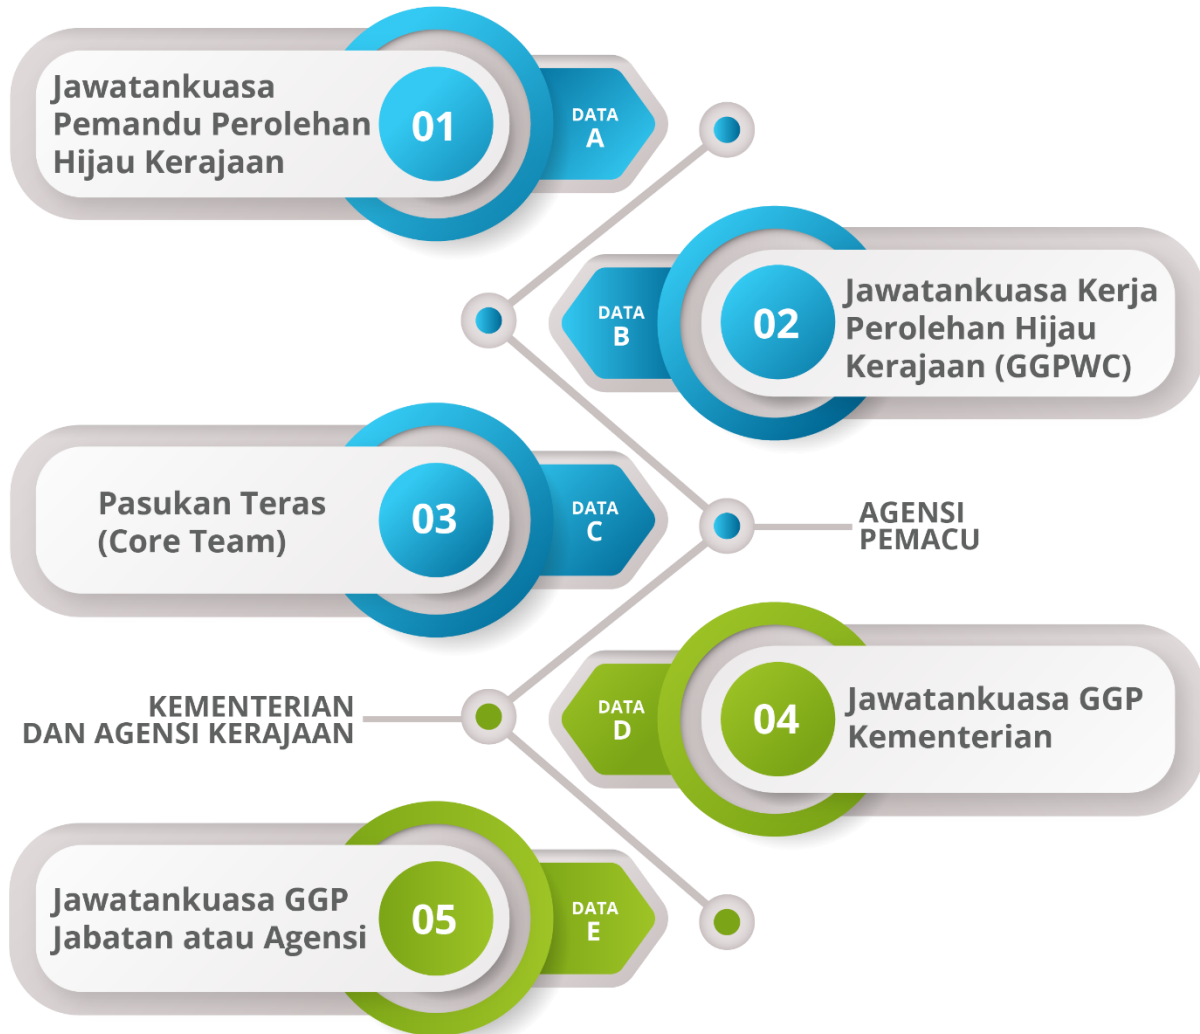 Jawatankuasa
Pemandu Perolehan
Hijau Kerajaan
01
DATA
A
DATA
B
02
Jawatankuasa Kerja
Perolehan Hijau
Kerajaan (GGPWC)
Pasukan Teras
(Core Team)
03
DATA
C
AGENSI
PEMACU
KEMENTERIAN
DAN AGENSI KERAJAAN
DATA
D
04
Jawatankuasa GGP
Kementerian
Jawatankuasa GGP
Jabatan atau Agensi
05
DATA
E